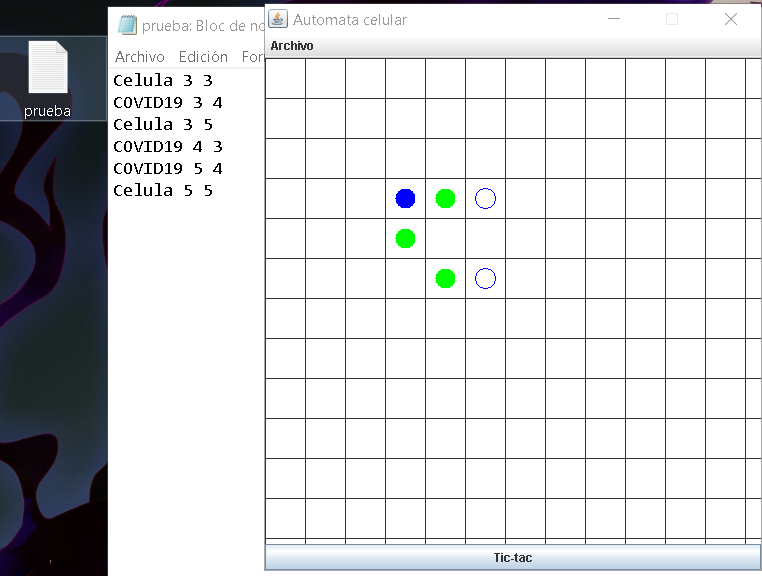 prueba
prueba: Bloc de no
Archivo Edición For
Celula 3 3
COVID19 3 4
Celula 3 5
COVID19 4 3
COVID19 5 4
Celula 5 5
Automata celular
Archivo
Tic-tac